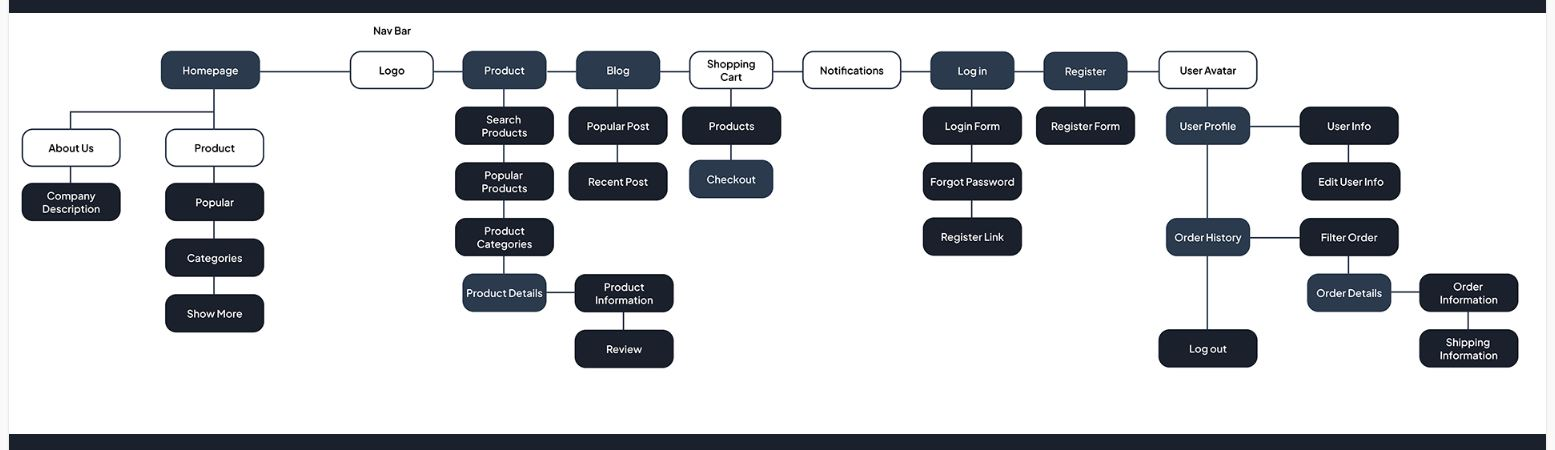 Nav Bar
Homepage
Logo
Product
Blog
Shopping
Cart
Notifications
Log in
Register
User Avatar
About Us
Company
Description
Product
Popular
Categories
Show More
Search
Products
Popular
Products
Product
Categories
Product Details
Product
Information
Review
Popular Post
Recent Post
Products
Checkout
Login Form
Forgot Password
Register Link
Register Form
User Profile
User Info
Edit User Info
Order History
Filter Order
Order Details
Order
Information
Shipping
Information
Log out